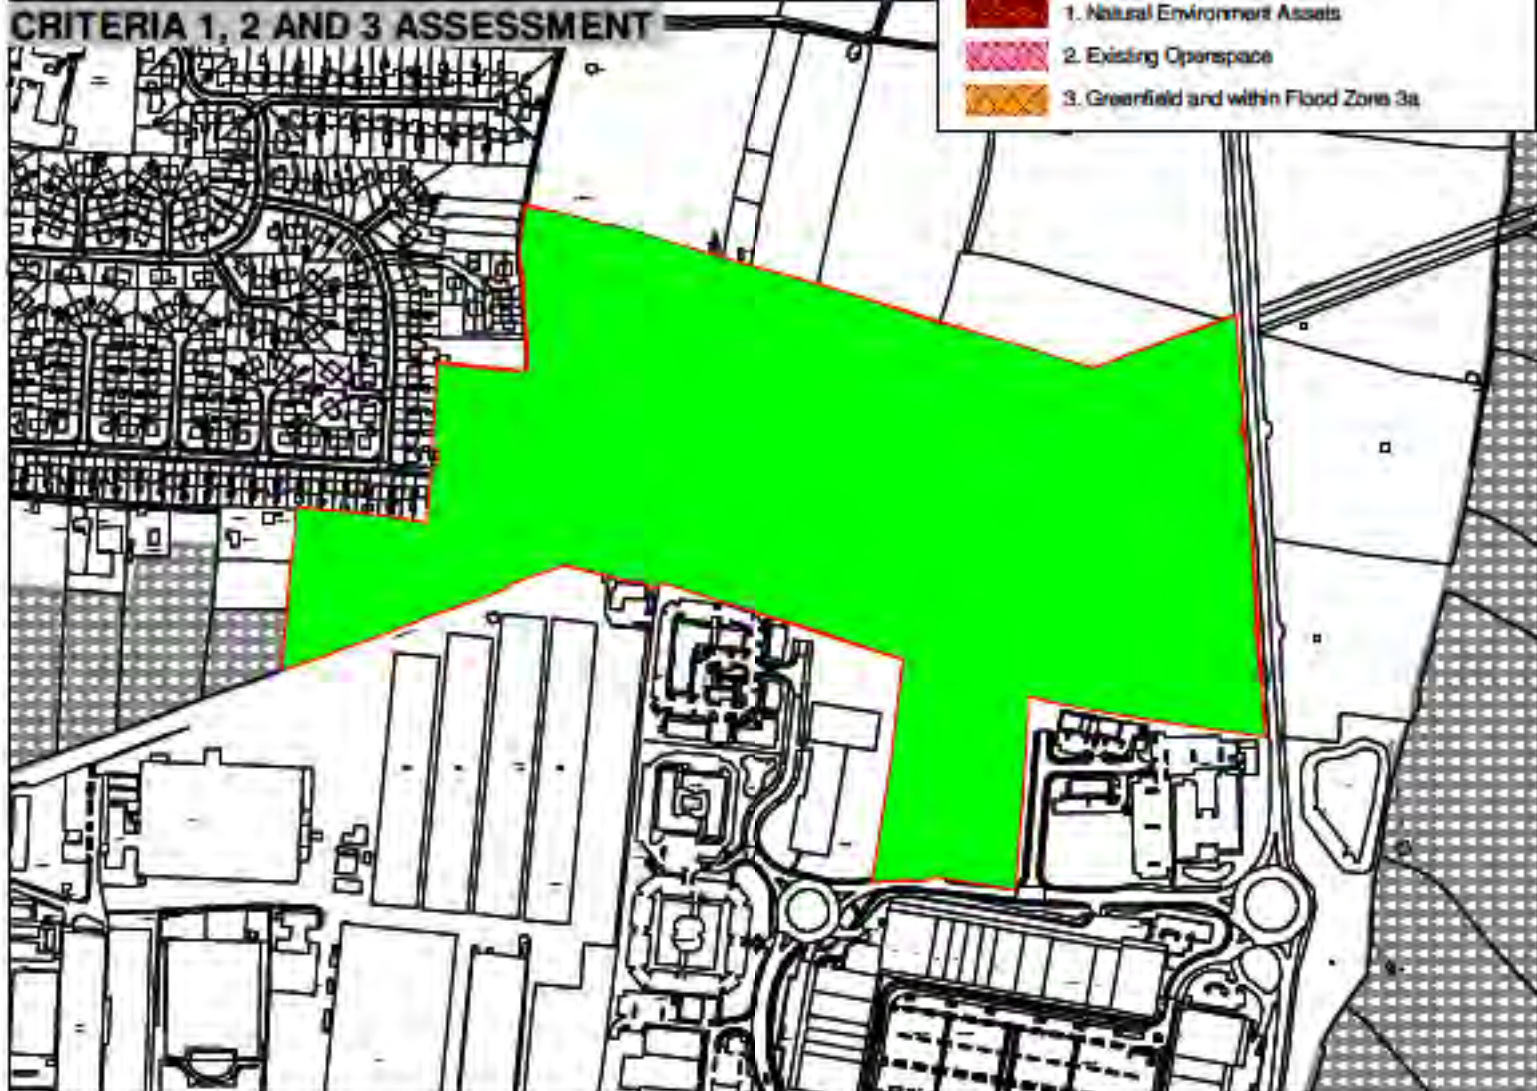 CRITERIA 1, 2 AND 3 ASSESSMENT
1. Natural Environment Assets
2. Existing Openspace
3. Greenfield and within Flood Zone 3a